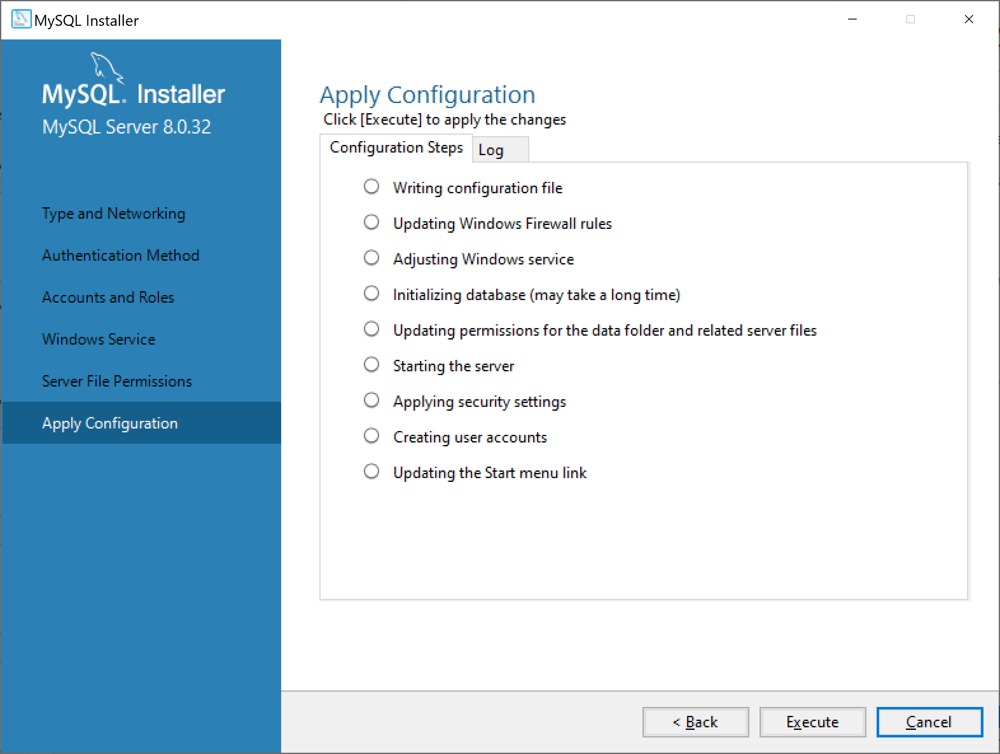 MySQL Installer
MySQL. Installer
MySQL Server 8.0.32
Type and Networking
Authentication Method
Accounts and Roles
Windows Service
Server File Permissions
Apply Configuration
Apply Configuration
Click [Execute] to apply the changes
Configuration Steps
Log
Writing configuration file
Updating Windows Firewall rules
Adjusting Windows service
Initializing database (may take a long time)
Updating permissions for the data folder and related server files
Starting the server
Applying security settings
Creating user accounts
Updating the Start menu link
< Back
Execute
Cancel